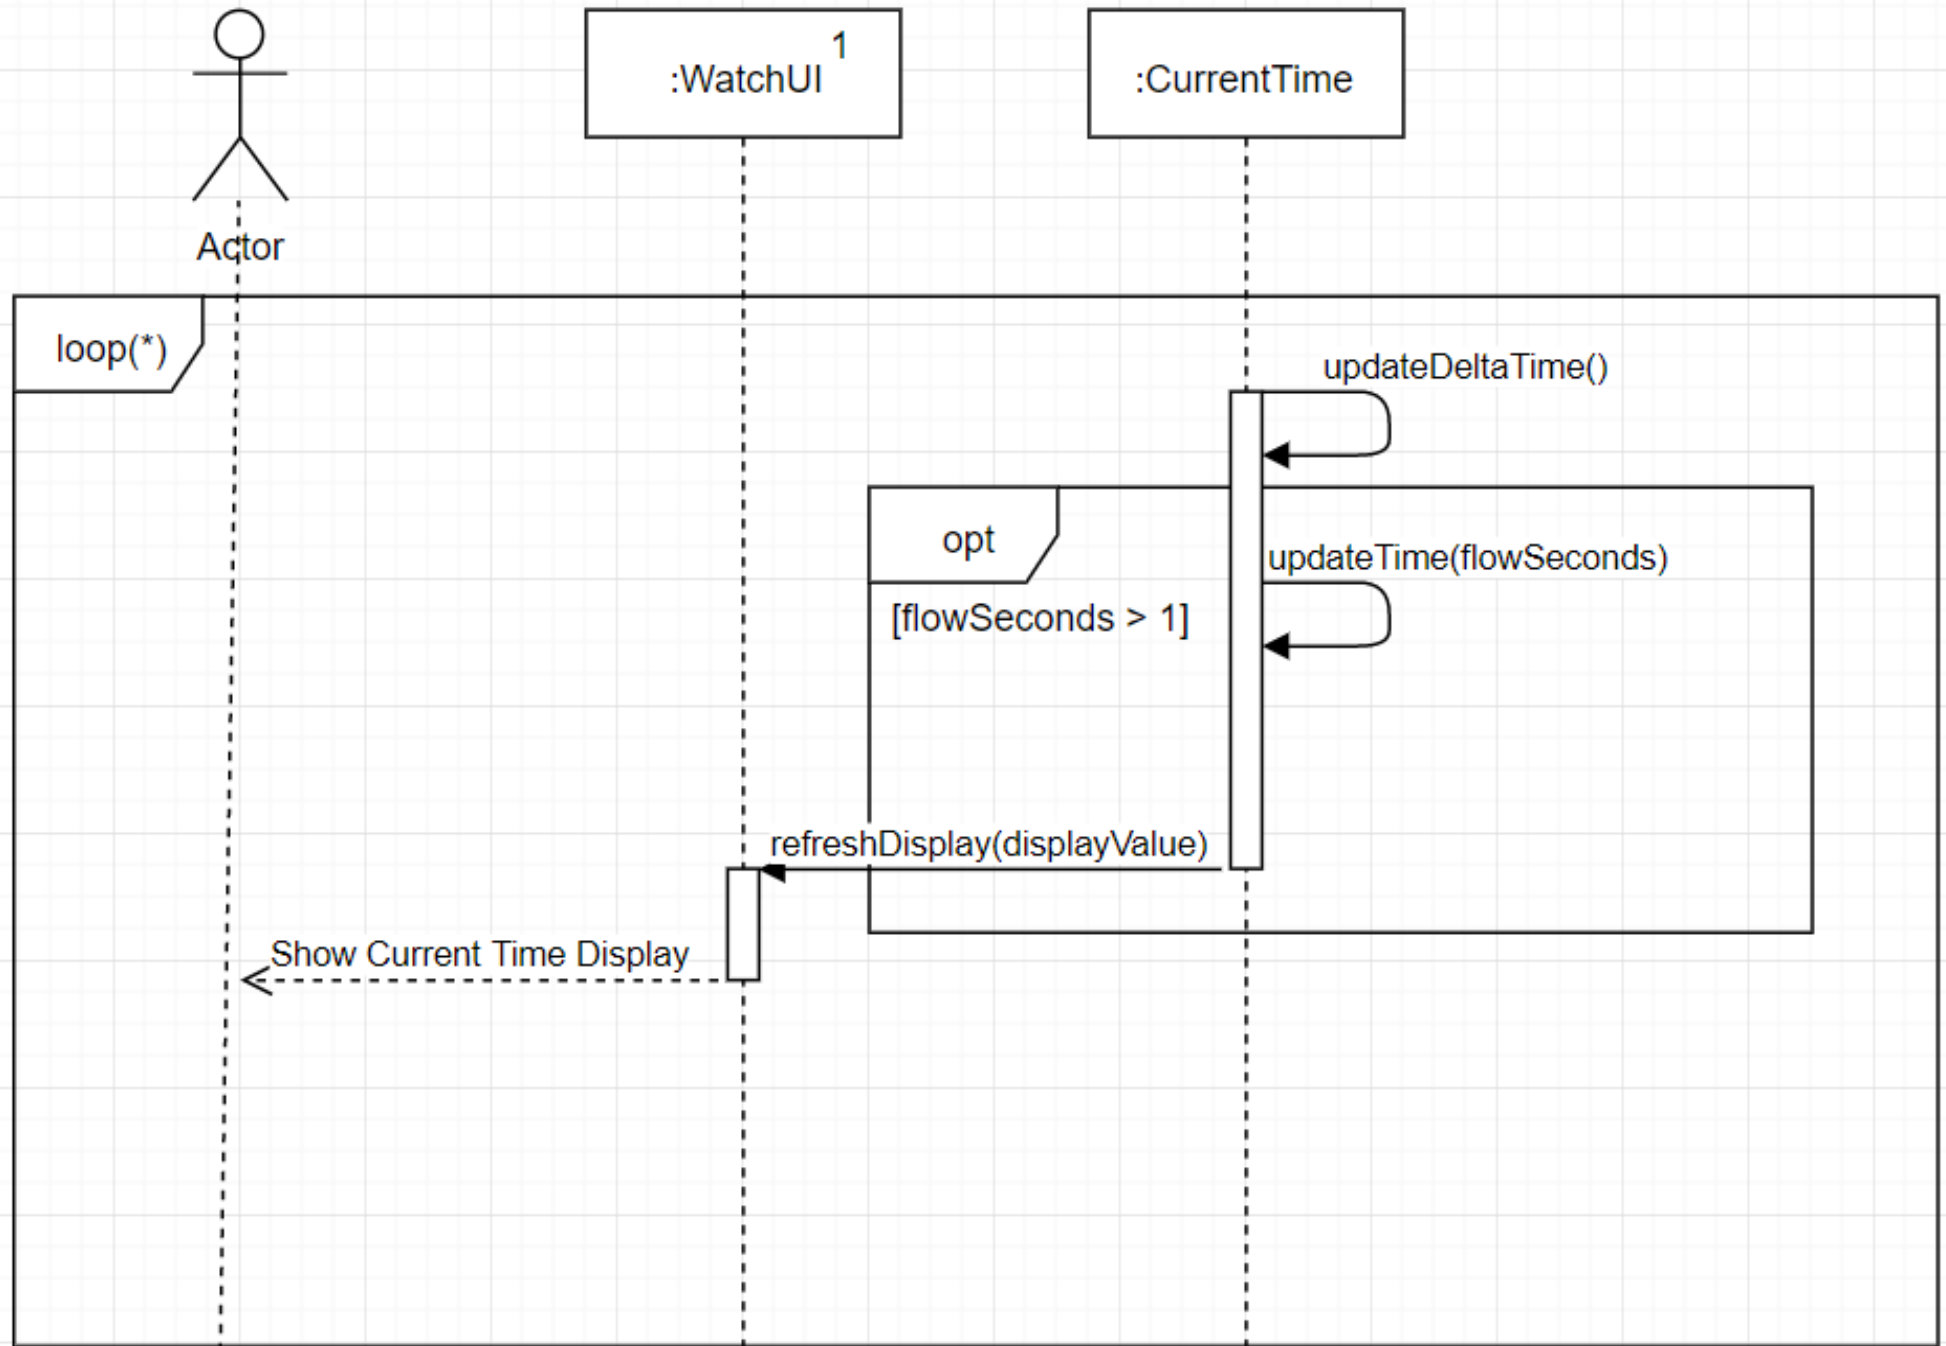 1
:WatchUI
:CurrentTime
Actor
loop(*)
updateDeltaTime()
opt
updateTime(flowSeconds)
[flowSeconds > 1]
refreshDisplay(displayValue)
Show Current Time Display